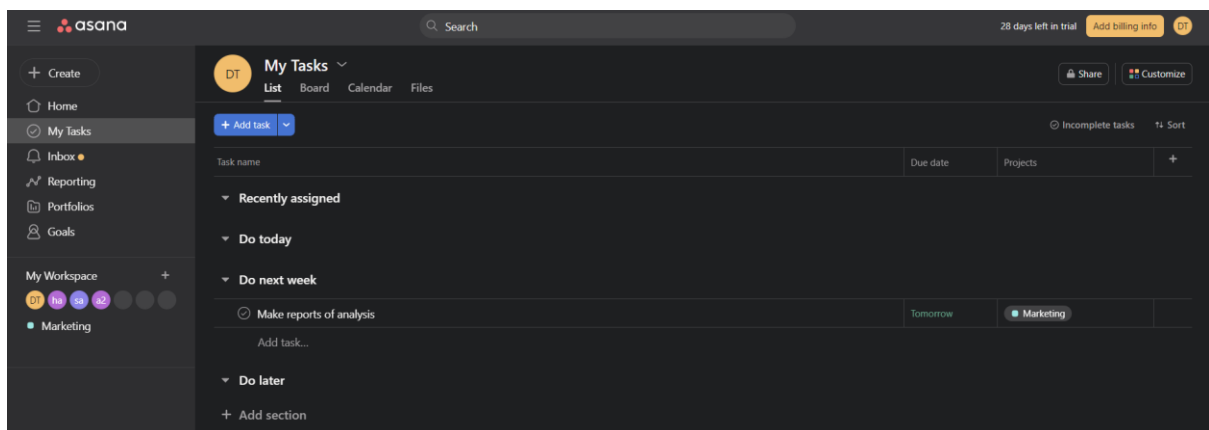 asana
Search
28 days left in trial
Add billing info
DT
+ Create
Home
My Tasks
Inbox
Reporting
Portfolios
Goals
My Workspace +
DT ha sa a2
Marketing
DT
My Tasks
List Board Calendar Files
Share
Customize
+ Add task
Incomplete tasks
Sort
Task name Due date Projects +
Recently assigned
Do today
Do next week
Make reports of analysis Tomorrow Marketing
Add task...
Do later
+ Add section